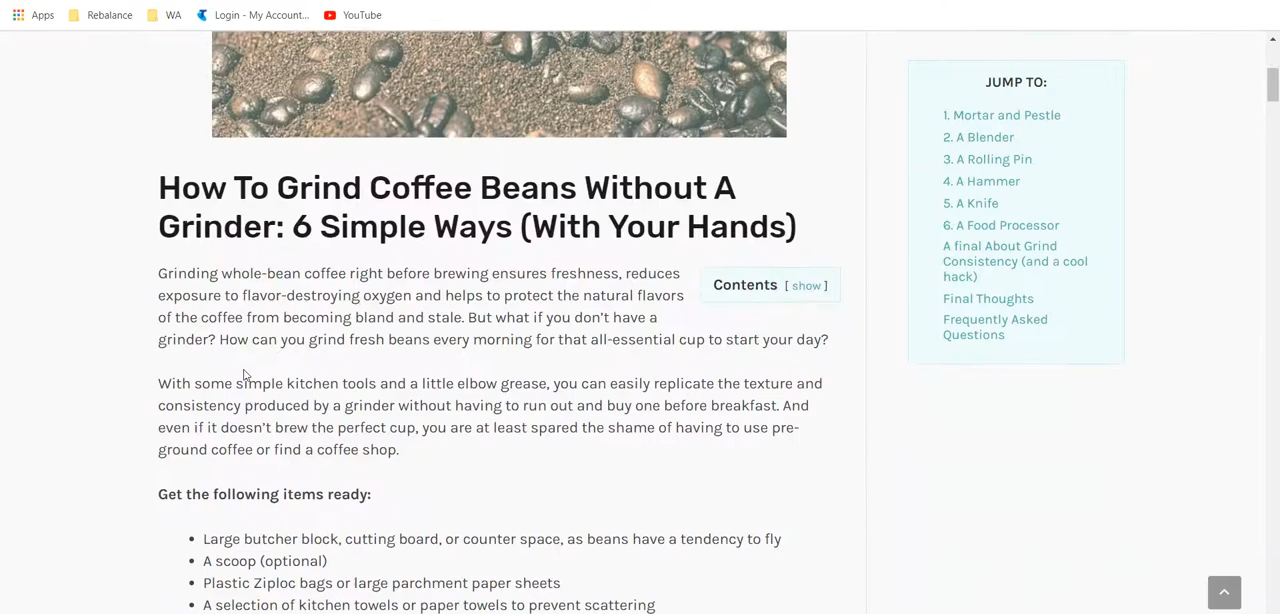 Apps Rebalance WA Login - My Account... YouTube
How To Grind Coffee Beans Without A
Grinder: 6 Simple Ways (With Your Hands)
Grinding whole-bean coffee right before brewing ensures freshness, reduces
exposure to flavor-destroying oxygen and helps to protect the natural flavors
of the coffee from becoming bland and stale. But what if you don’t have a
grinder? How can you grind fresh beans every morning for that all-essential cup to start your day?
Contents [ show ]
With some simple kitchen tools and a little elbow grease, you can easily replicate the texture and
consistency produced by a grinder without having to run out and buy one before breakfast. And
even if it doesn’t brew the perfect cup, you are at least spared the shame of having to use pre-
ground coffee or find a coffee shop.
Get the following items ready:
• Large butcher block, cutting board, or counter space, as beans have a tendency to fly
• A scoop (optional)
• Plastic Ziploc bags or large parchment paper sheets
• A selection of kitchen towels or paper towels to prevent scattering
JUMP TO:
1. Mortar and Pestle
2. A Blender
3. A Rolling Pin
4. A Hammer
5. A Knife
6. A Food Processor
A final About Grind
Consistency (and a cool
hack)
Final Thoughts
Frequently Asked
Questions